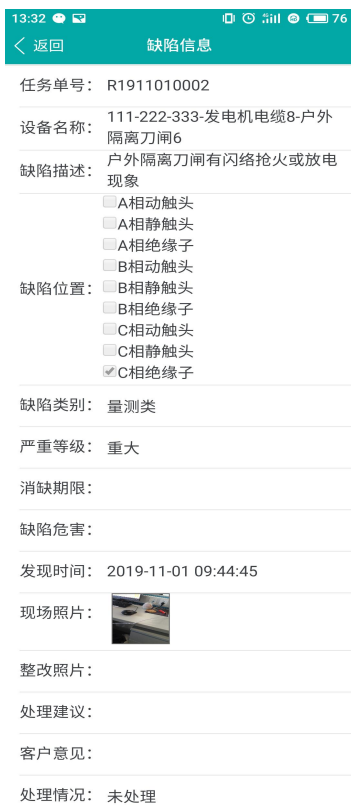 13:32 76
返回 缺陷信息
任务单号： R1911010002
设备名称： 111-222-333-发电机电缆8-户外
隔离刀闸6
缺陷描述： 户外隔离刀闸有闪络抢火或放电
现象
缺陷位置：
A相动触头
A相静触头
A相绝缘子
B相动触头
B相静触头
B相绝缘子
C相动触头
C相静触头
C相绝缘子
缺陷类别： 量测类
严重等级： 重大
消缺期限：
缺陷危害：
发现时间： 2019-11-01 09:44:45
现场照片：
整改照片：
处理建议：
客户意见：
处理情况： 未处理